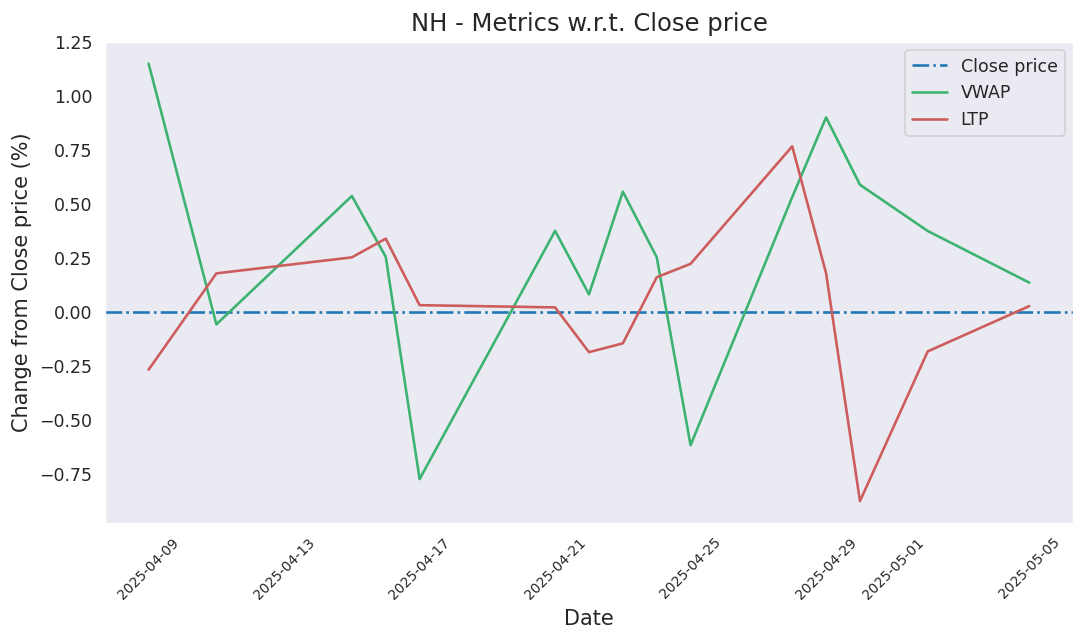 NH - Metrics w.r.t. Close price
Close price
VWAP
LTP
Change from Close price (%)
1.25
1.00
0.75
0.50
0.25
0.00
−0.25
−0.50
−0.75
2025-04-09
2025-04-13
2025-04-17
2025-04-21
2025-04-25
2025-04-29
2025-05-01
2025-05-05
Date